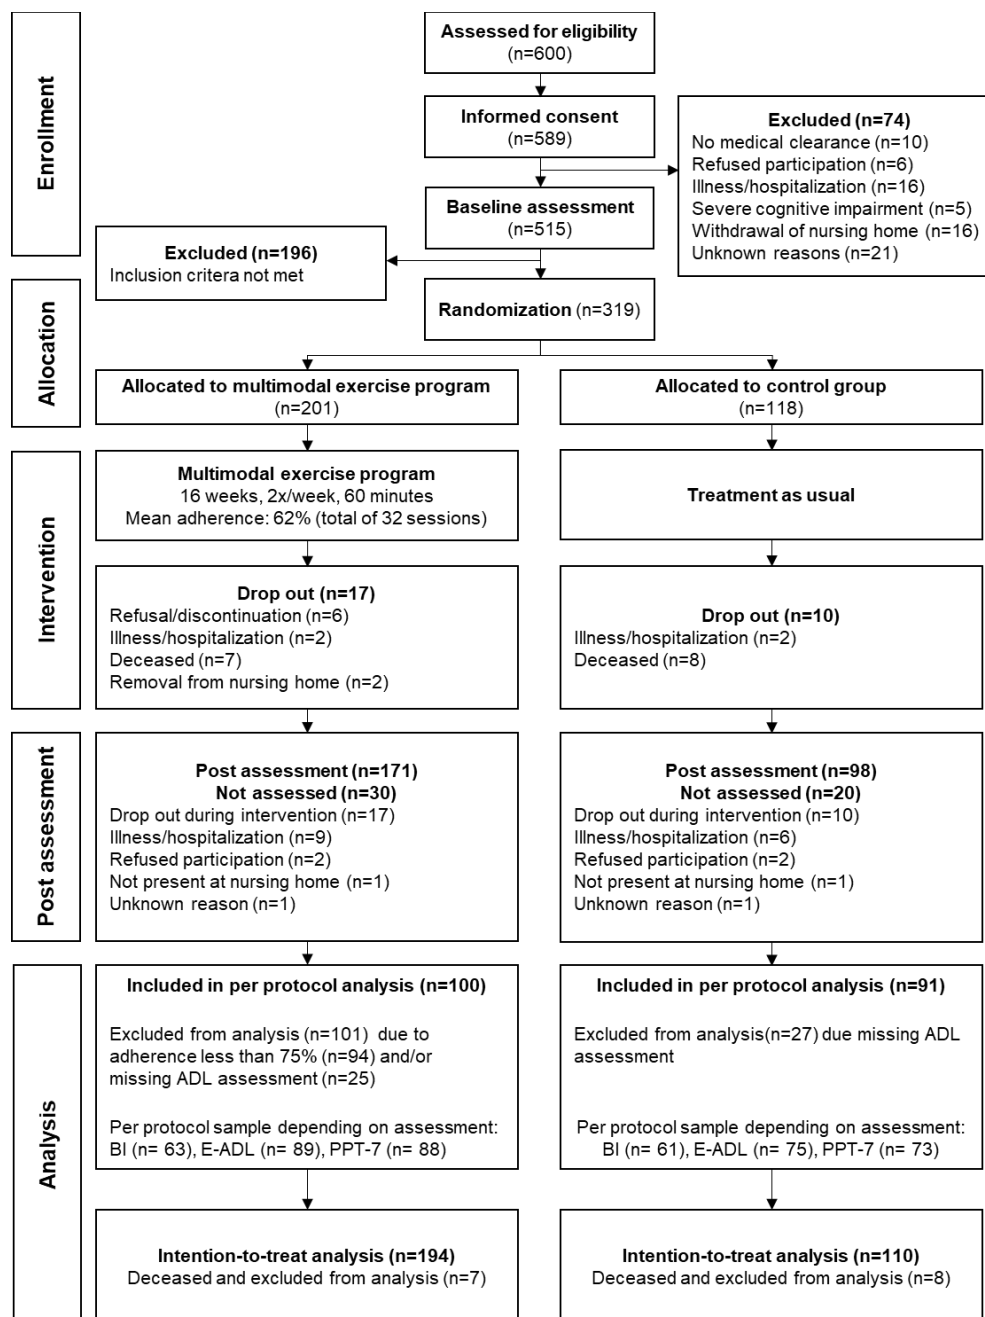 Enrollment
Assessed for eligibility
(n=600)
Informed consent
(n=589)
Excluded (n=74)
No medical clearance (n=10)
Refused participation (n=6)
Illness/hospitalization (n=16)
Severe cognitive impairment (n=5)
Withdrawal of nursing home (n=16)
Unknown reasons (n=21)
Baseline assessment
(n=515)
Excluded (n=196)
Inclusion critera not met
Allocation
Randomization (n=319)
Allocated to multimodal exercise program
(n=201)
Allocated to control group
(n=118)
Intervention
Multimodal exercise program
16 weeks, 2x/week, 60 minutes
Mean adherence: 62% (total of 32 sessions)
Treatment as usual
Drop out (n=17)
Refusal/discontinuation (n=6)
Illness/hospitalization (n=2)
Deceased (n=7)
Removal from nursing home (n=2)
Drop out (n=10)
Illness/hospitalization (n=2)
Deceased (n=8)
Post assessment
Post assessment (n=171)
Not assessed (n=30)
Drop out during intervention (n=17)
Illness/hospitalization (n=9)
Refused participation (n=2)
Not present at nursing home (n=1)
Unknown reason (n=1)
Post assessment (n=98)
Not assessed (n=20)
Drop out during intervention (n=10)
Illness/hospitalization (n=6)
Refused participation (n=2)
Not present at nursing home (n=1)
Unknown reason (n=1)
Analysis
Included in per protocol analysis (n=100)
Excluded from analysis (n=101) due to
adherence less than 75% (n=94) and/or
missing ADL assessment (n=25)
Per protocol sample depending on assessment:
BI (n= 63), E-ADL (n= 89), PPT-7 (n= 88)
Included in per protocol analysis (n=91)
Excluded from analysis(n=27) due missing ADL
assessment
Per protocol sample depending on assessment:
BI (n= 61), E-ADL (n= 75), PPT-7 (n= 73)
Intention-to-treat analysis (n=194)
Deceased and excluded from analysis (n=7)
Intention-to-treat analysis (n=110)
Deceased and excluded from analysis (n=8)